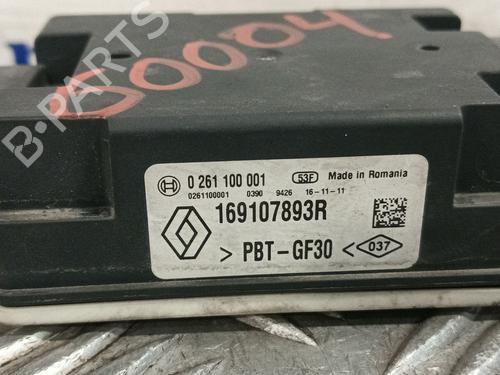 50004
B-PARTS
0 261 100 001 53F Made in Romania
0261100001 0390 9426 16-11-11
169107893R
>PBT-GF30< 037